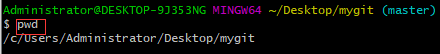 Administrator@DESKTOP-9J353NG MINGW64 ~/Desktop/mygit (master)
$ pwd
/c/Users/Administrator/Desktop/mygit